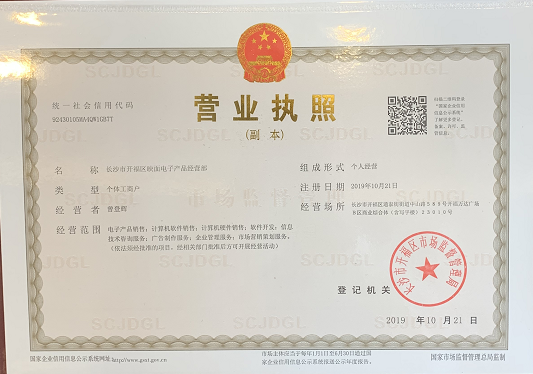 统一社会信用代码
92430105MA4QW1GB7T
营业执照
(副 本)
扫描二维码登录
“国家企业信用
信息公示系统”
了解更多登记、
备案、许可、监
管信息。
名 称 长沙市开福区映面电子产品经营部
类 型 个体工商户
经 营 者 曾登辉
经 营 范 围 电子产品销售；计算机软件销售；计算机硬件销售；软件开发；信息
技术咨询服务；广告制作服务；企业管理服务；市场营销策划服务。
（依法须经批准的项目，经相关部门批准后方可开展经营活动）
组 成 形 式 个人经营
注 册 日 期 2019年10月21日
经 营 场 所 长沙市开福区通泰街街道中山路589号开福万达广场
B区商业综合体（含写字楼）23010号
登 记 机 关
长沙市开福区市场监督管理局
2019 年 10 月 21 日
国家企业信用信息公示系统网址：http://www.gsxt.gov.cn
市场主体应当于每年1月1日至6月30日通过国
家企业信用信息公示系统报送公示年度报告。
国家市场监督管理总局监制
SCJDGL